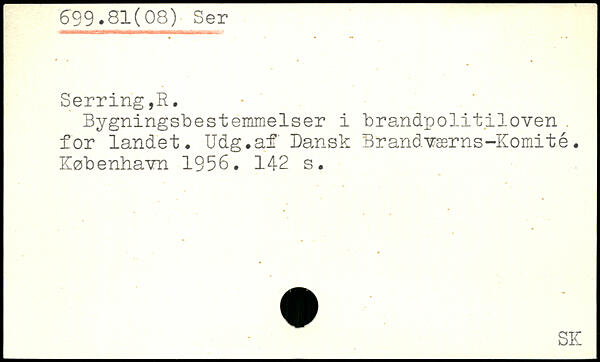 699.81(08) Ser
Serring,R.
Bygningsbestemmelser i brandpolitiloven
for landet. Udg.af Dansk Brandværns-Komité.
København 1956. 142 s.
SK